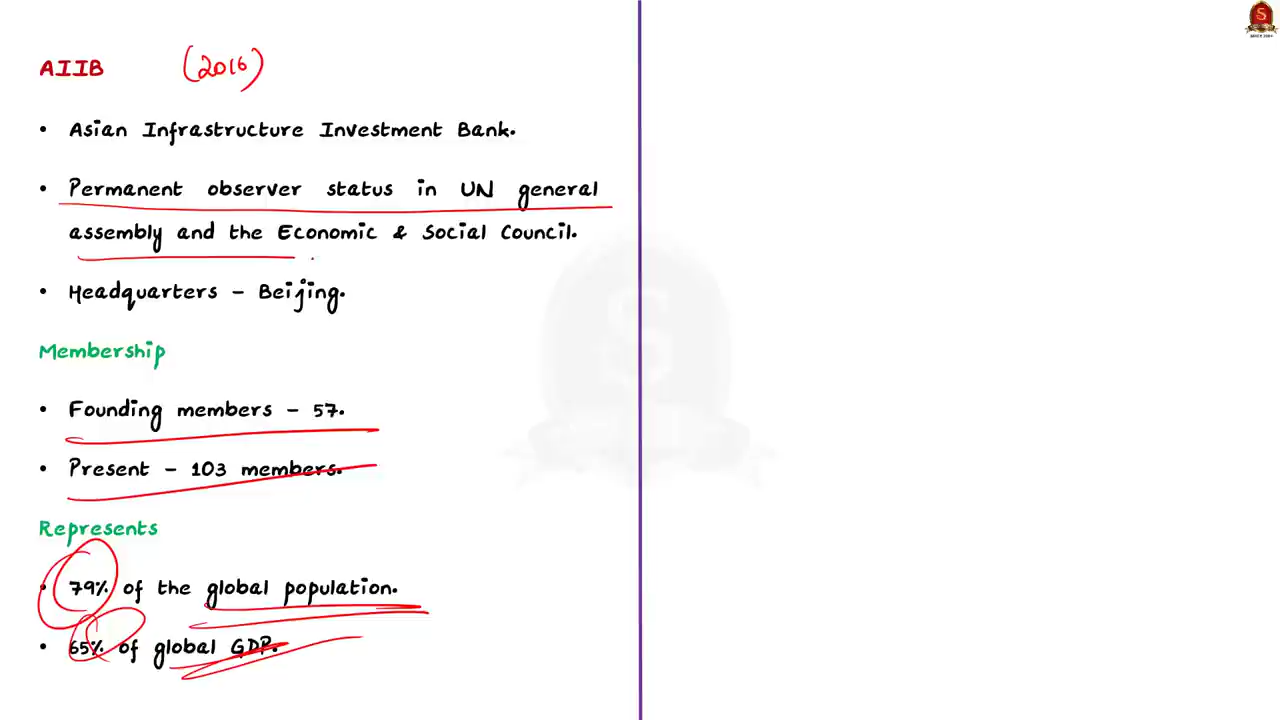 AIIB (2016)
• Asian Infrastructure Investment Bank.
• Permanent observer status in UN general
assembly and the Economic & Social Council.
• Headquarters - Beijing.
Membership
• Founding members - 57.
• Present - 103 members.
Represents
• 79% of the global population.
• 65% of global GDP.
S